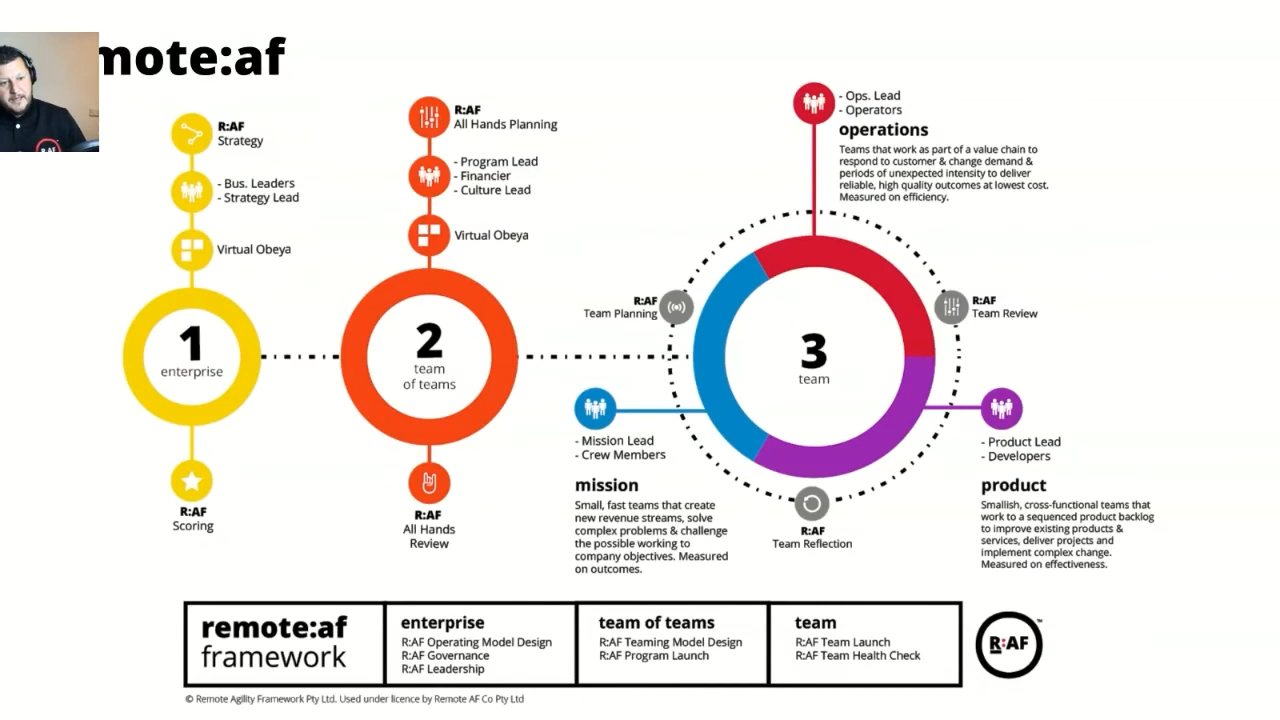 mote:af
R:AF
Strategy
- Bus. Leaders
- Strategy Lead
Virtual Obeya
1
enterprise
R:AF
Scoring
R:AF
All Hands Planning
- Program Lead
- Financier
- Culture Lead
Virtual Obeya
2
team
of teams
R:AF
All Hands
Review
- Ops. Lead
- Operators
operations
Teams that work as part of a value chain to
respond to customer & change demand &
periods of unexpected intensity to deliver
reliable, high quality outcomes at lowest cost.
Measured on efficiency.
R:AF
Team Planning
R:AF
Team Review
3
team
- Mission Lead
- Crew Members
mission
Small, fast teams that create
new revenue streams, solve
complex problems & challenge
the possible working to
company objectives. Measured
on outcomes.
R:AF
Team Reflection
- Product Lead
- Developers
product
Smallish, cross-functional teams that
work to a sequenced product backlog
to improve existing products &
services, deliver projects and
implement complex change.
Measured on effectiveness.
remote:af
framework
enterprise
R:AF Operating Model Design
R:AF Governance
R:AF Leadership
team of teams
R:AF Teaming Model Design
R:AF Program Launch
team
R:AF Team Launch
R:AF Team Health Check
R:AF
™
© Remote Agility Framework Pty Ltd. Used under licence by Remote AF Co Pty Ltd
R:AF